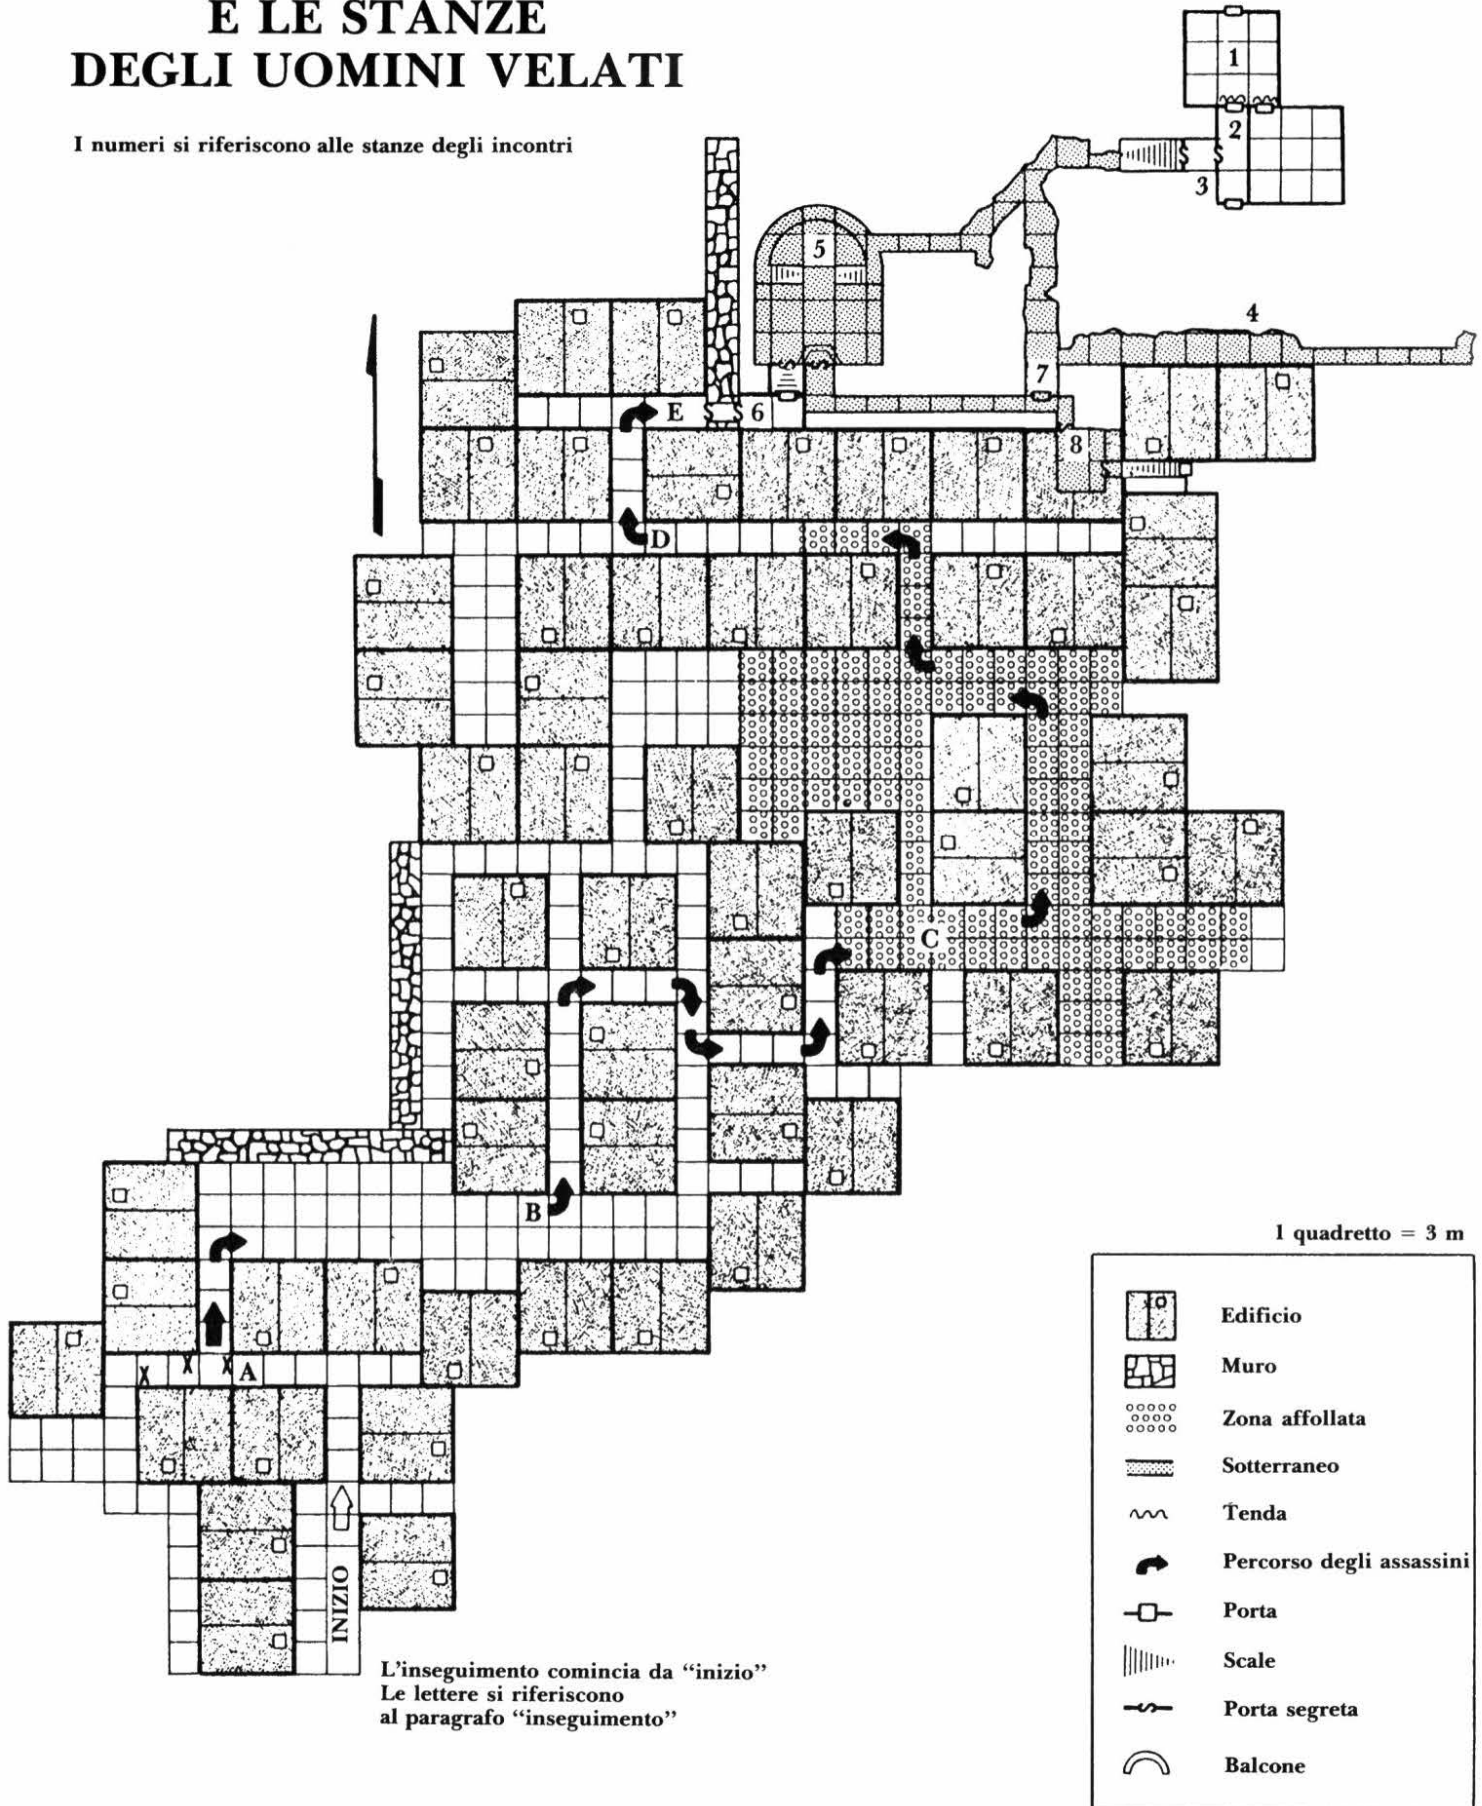 E LE STANZE
DEGLI UOMINI VELATI
I numeri si riferiscono alle stanze degli incontri
1
2
3
5
4
7
E
6
8
D
C
B
1 quadretto = 3 m
A
Edificio
Muro
Zona affollata
Sotterraneo
Tenda
Percorso degli assassini
INIZIO
Porta
Scale
Porta segreta
Balcone
L'inseguimento comincia da “inizio”
Le lettere si riferiscono
al paragrafo “inseguimento”